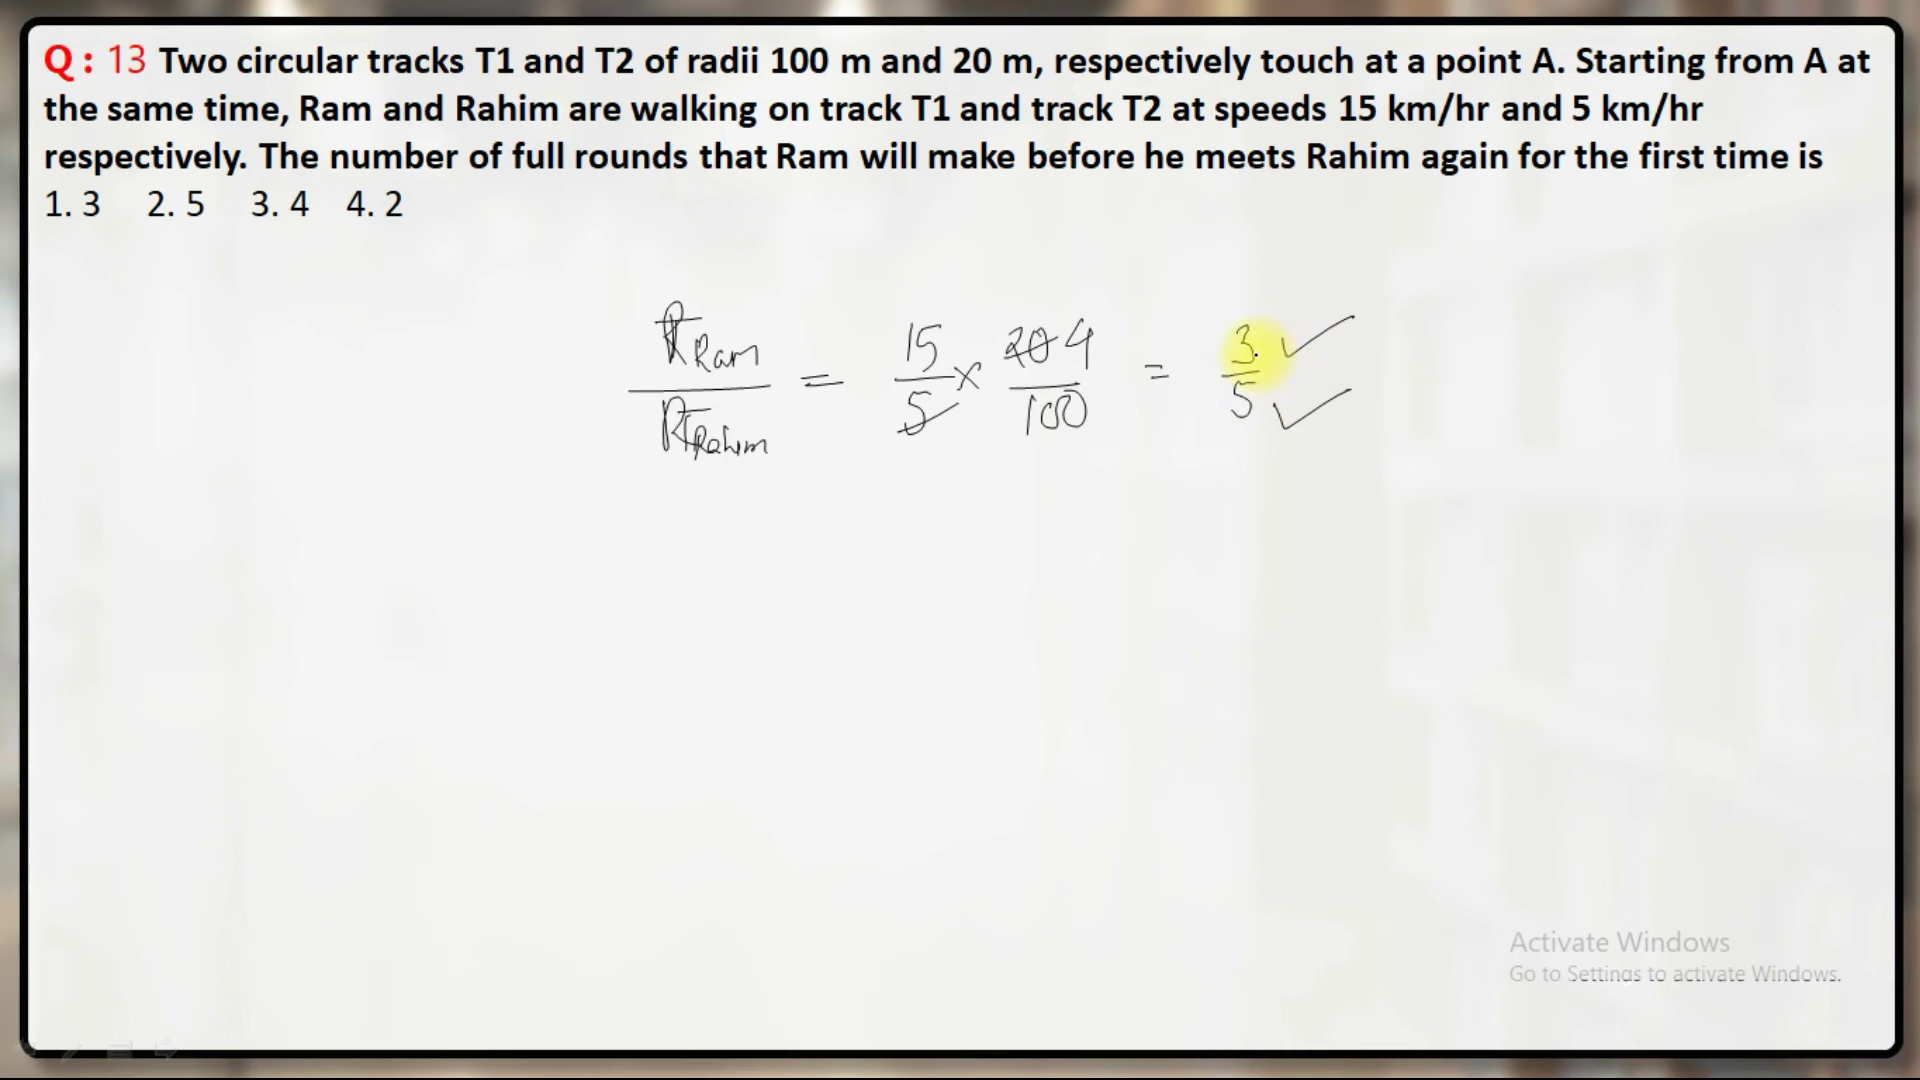 Q : 13 Two circular tracks T1 and T2 of radii 100 m and 20 m, respectively touch at a point A. Starting from A at
the same time, Ram and Rahim are walking on track T1 and track T2 at speeds 15 km/hr and 5 km/hr
respectively. The number of full rounds that Ram will make before he meets Rahim again for the first time is
1. 3 2. 5 3. 4 4. 2
Ram
Rahim
= 15/5 × 20 4/100 = 3/5
Activate Windows
Go to Settings to activate Windows.